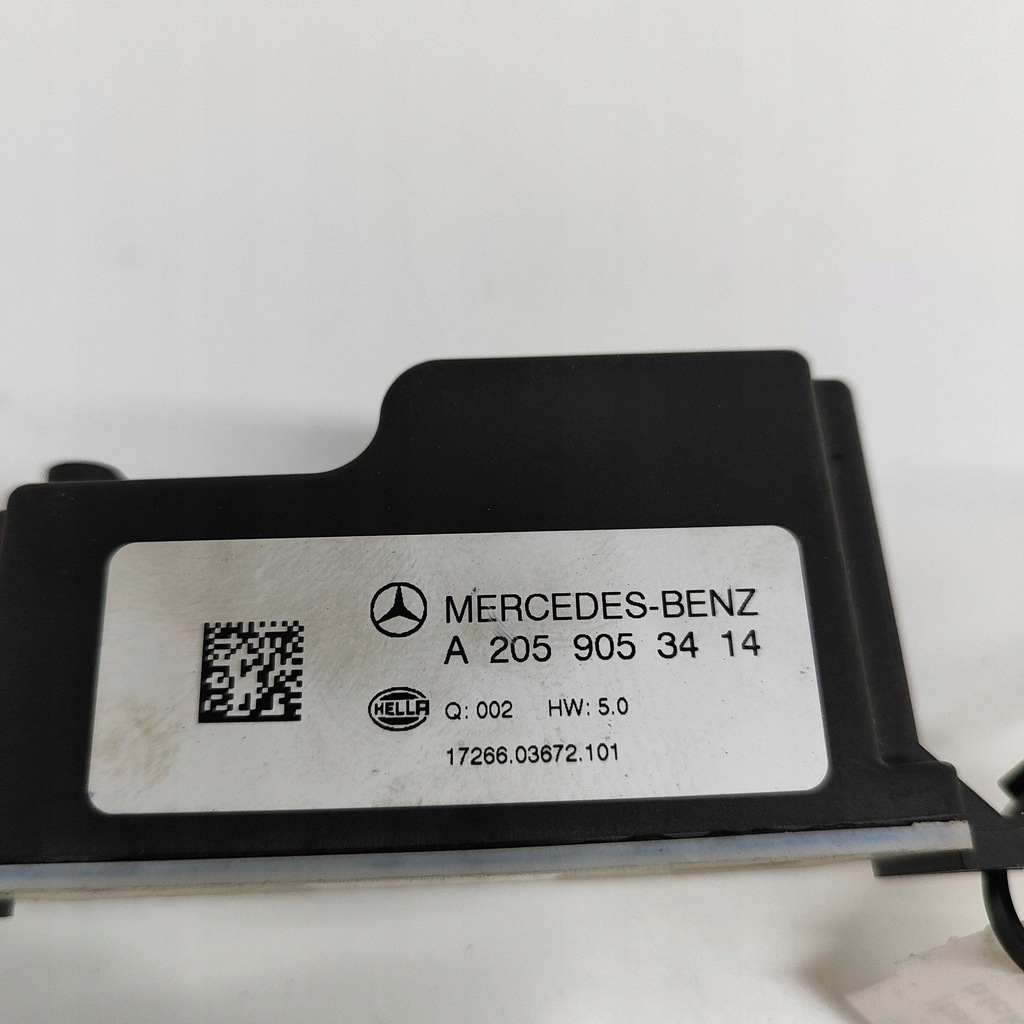 MERCEDES-BENZ
A 205 905 34 14
HELLA Q: 002 HW: 5.0
17266.03672.101